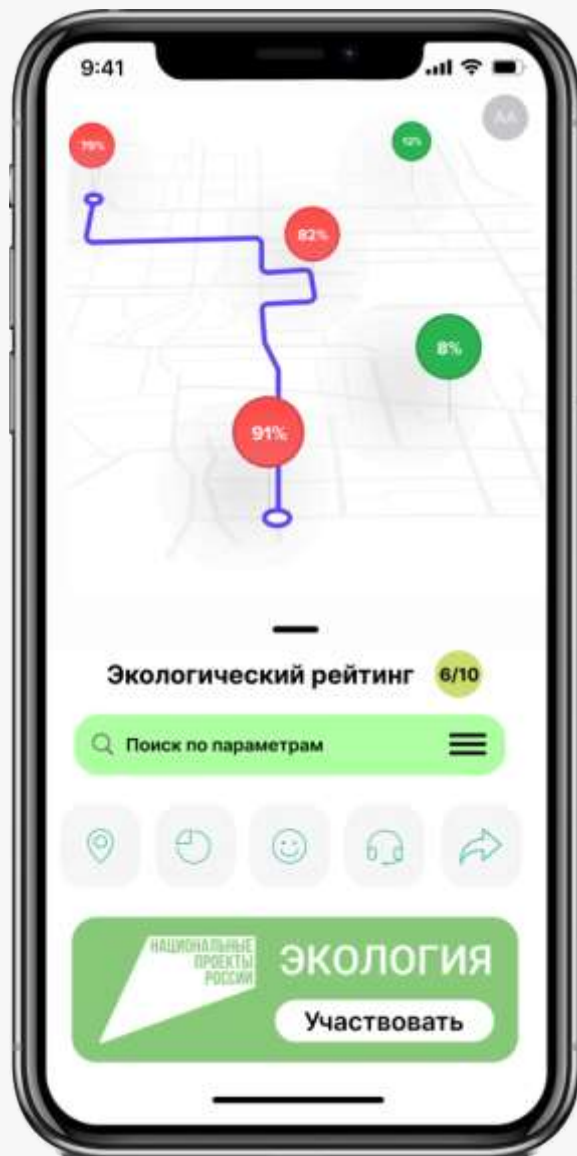 9:41
AA
79%
12%
82%
8%
91%
Экологический рейтинг 6/10
Поиск по параметрам
НАЦИОНАЛЬНЫЕ
ПРОЕКТЫ
РОССИИ
ЭКОЛОГИЯ
Участвовать